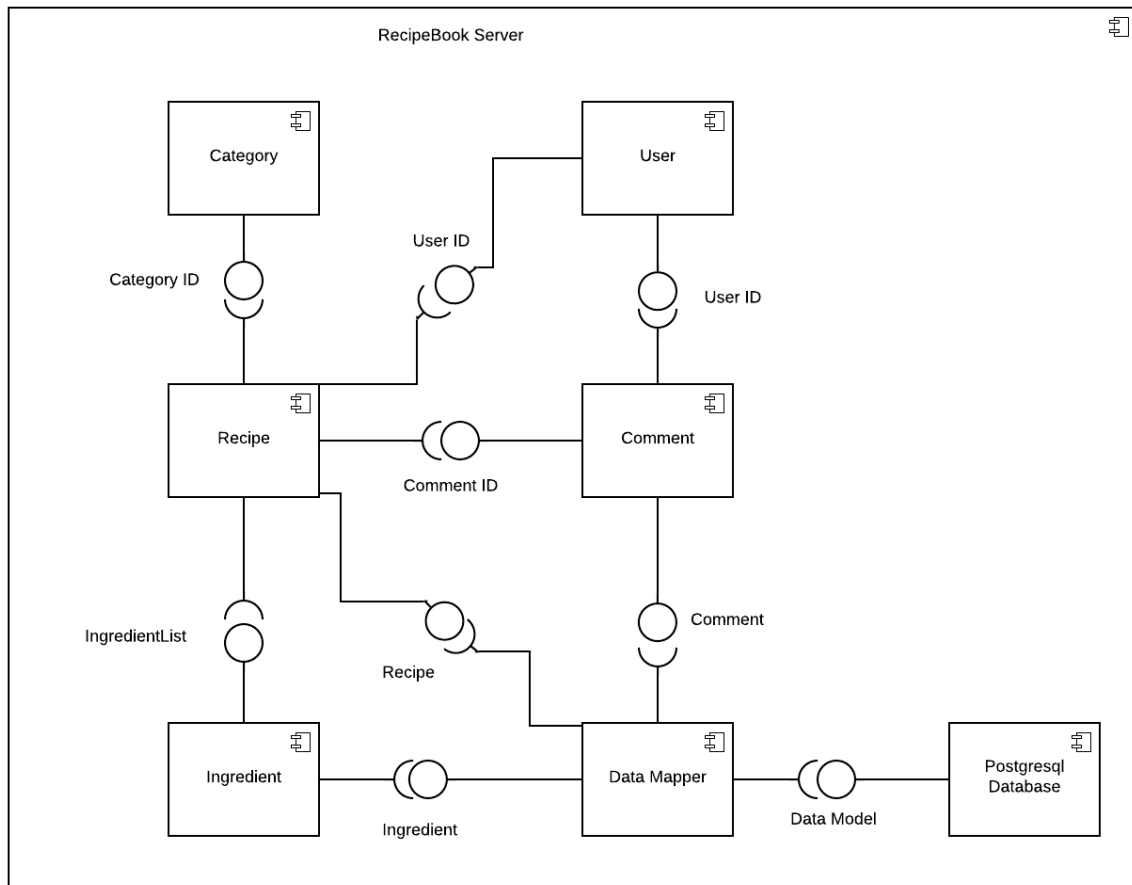 RecipeBook Server
Category
User
User ID
Category ID
User ID
Recipe
Comment
Comment ID
IngredientList
Comment
Recipe
Ingredient
Data Mapper
Postgresql
Database
Ingredient
Data Model